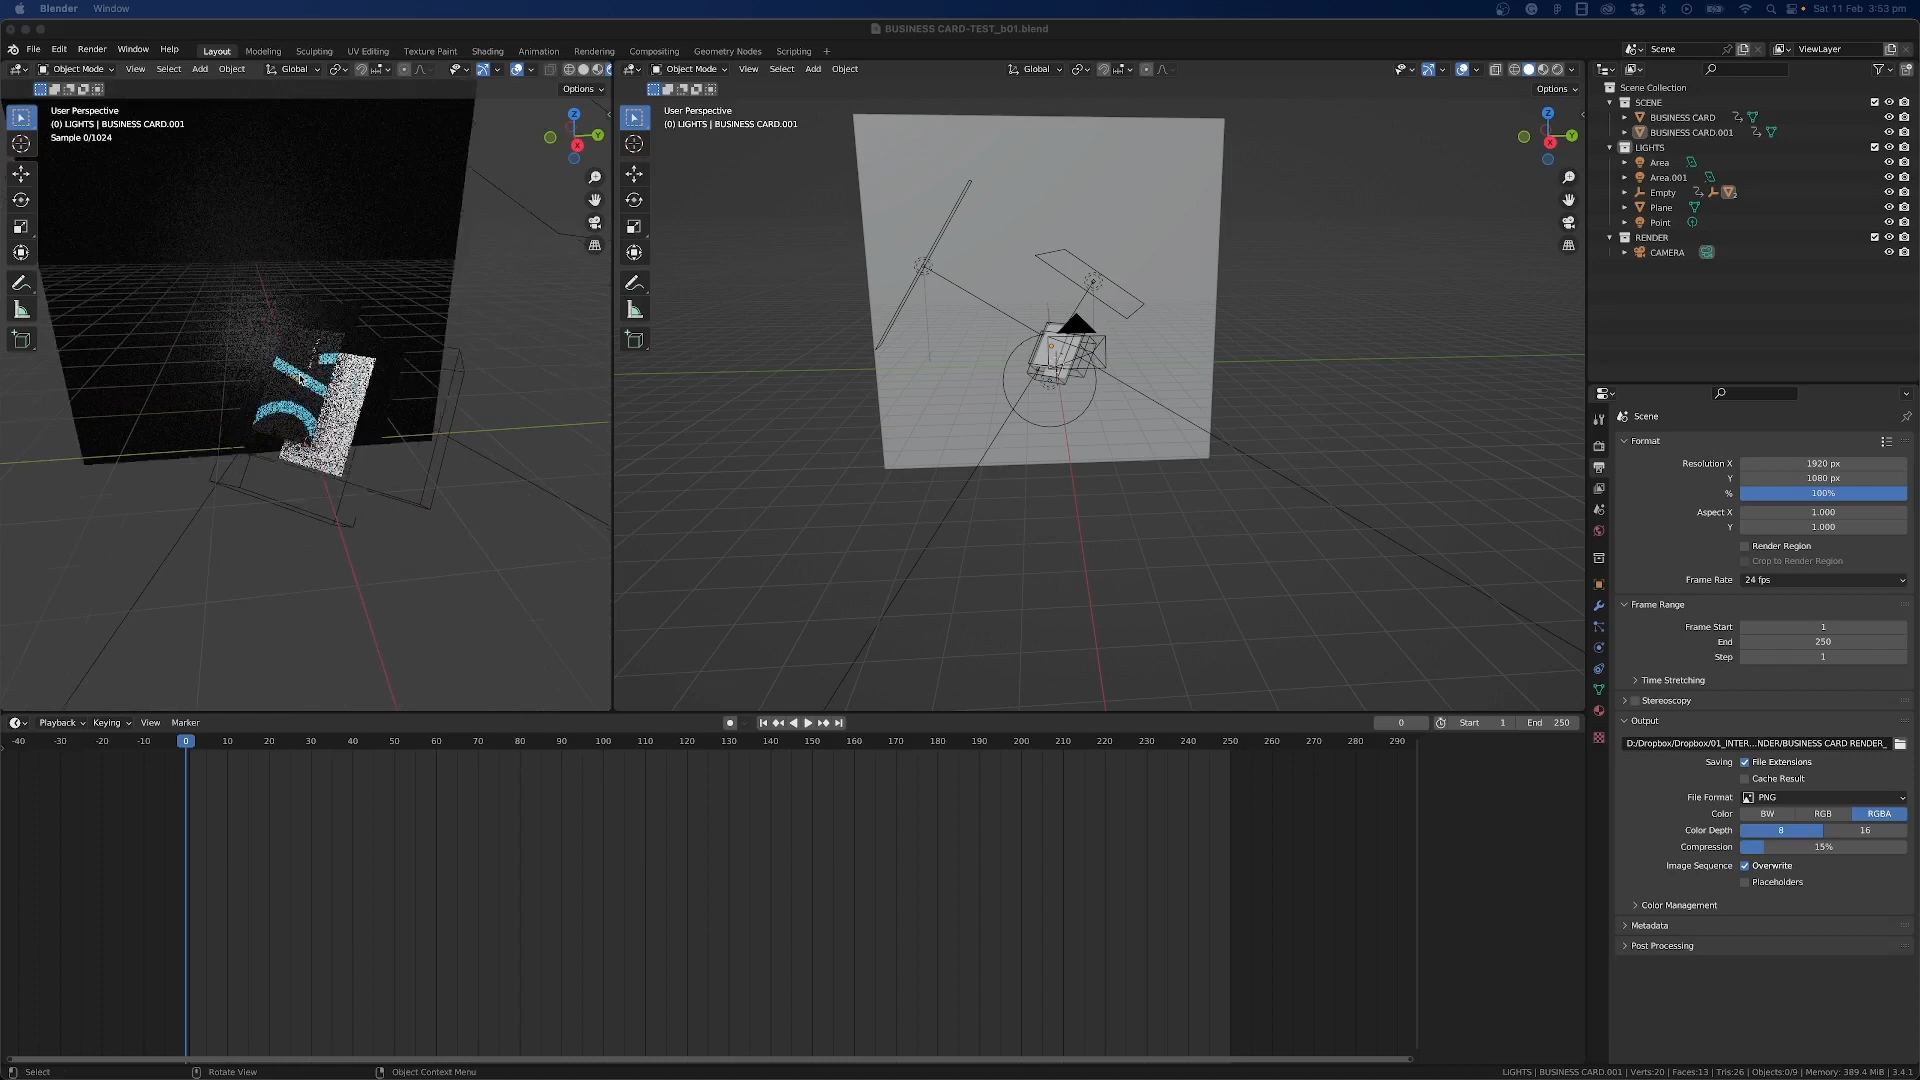 Blender Window Sat 11 Feb 3:53 pm
BUSINESS CARD-TEST_b01.blend
File Edit Render Window Help Layout Modeling Sculpting UV Editing Texture Paint Shading Animation Rendering Compositing Geometry Nodes Scripting + Scene ViewLayer
Object Mode View Select Add Object Global
Object Mode View Select Add Object Global
Options
Options
User Perspective
(0) LIGHTS | BUSINESS CARD.001
Sample 0/1024
Z
Y
X
User Perspective
(0) LIGHTS | BUSINESS CARD.001
Z
Y
X
Scene Collection
SCENE
BUSINESS CARD
BUSINESS CARD.001
LIGHTS
Area
Area.001
Empty 2
Plane
Point
RENDER
CAMERA
Scene
Format
Resolution X 1920 px
Y 1080 px
% 100%
Aspect X 1.000
Y 1.000
Render Region
Crop to Render Region
Frame Rate 24 fps
Frame Range
Frame Start 1
End 250
Step 1
Time Stretching
Stereoscopy
Output
D:/Dropbox/Dropbox/01_INTER...NDER/BUSINESS CARD RENDER_
Saving File Extensions
Cache Result
File Format PNG
Color BW RGB RGBA
Color Depth 8 16
Compression 15%
Image Sequence Overwrite
Placeholders
Color Management
Metadata
Post Processing
Playback Keying View Marker 0 Start 1 End 250
-40 -30 -20 -10 0 10 20 30 40 50 60 70 80 90 100 110 120 130 140 150 160 170 180 190 200 210 220 230 240 250 260 270 280 290
Select Rotate View Object Context Menu LIGHTS | BUSINESS CARD.001 | Verts:20 | Faces:13 | Tris:26 | Objects:0/9 | Memory: 389.4 MiB | 3.4.1